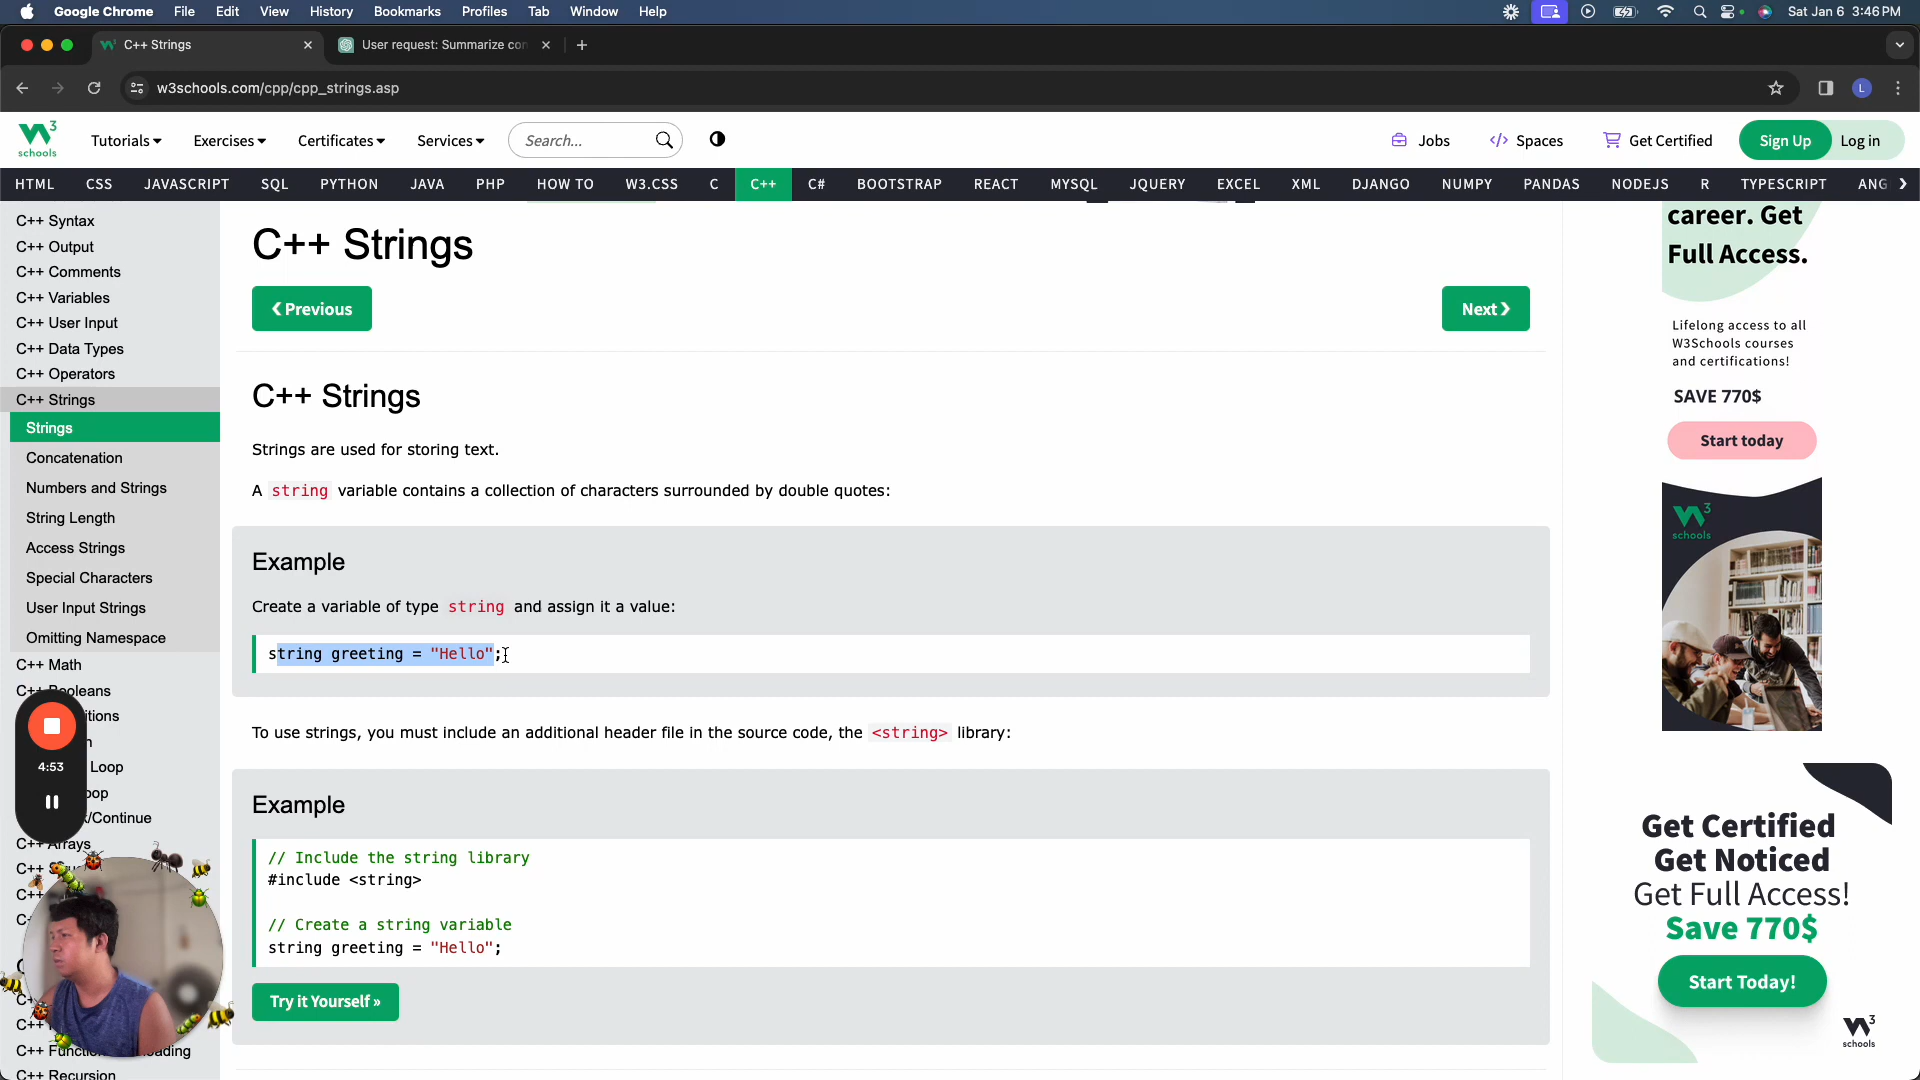 Google Chrome File Edit View History Bookmarks Profiles Tab Window Help
Sat Jan 6 3:46 PM
C++ Strings
User request: Summarize con
w3schools.com/cpp/cpp_strings.asp
L
W3 schools
Tutorials Exercises Certificates Services Search...
Jobs Spaces Get Certified Sign Up Log in
HTML CSS JAVASCRIPT SQL PYTHON JAVA PHP HOW TO W3.CSS C C++ C# BOOTSTRAP REACT MYSQL JQUERY EXCEL XML DJANGO NUMPY PANDAS NODEJS R TYPESCRIPT ANG
C++ Syntax
C++ Output
C++ Comments
C++ Variables
C++ User Input
C++ Data Types
C++ Operators
C++ Strings
Strings
Concatenation
Numbers and Strings
String Length
Access Strings
Special Characters
User Input Strings
Omitting Namespace
C++ Math
C++ Booleans
Loop
/Continue
C++ Arrays
C++
C++
C++
C++ Recursion
4:53
C++ Strings
❮ Previous
Next ❯
C++ Strings
Strings are used for storing text.
A string variable contains a collection of characters surrounded by double quotes:
Example
Create a variable of type string and assign it a value:
string greeting = "Hello";
To use strings, you must include an additional header file in the source code, the <string> library:
Example
// Include the string library
#include <string>
// Create a string variable
string greeting = "Hello";
Try it Yourself »
career. Get
Full Access.
Lifelong access to all
W3Schools courses
and certifications!
SAVE 770$
Start today
W3 schools
Get Certified
Get Noticed
Get Full Access!
Save 770$
Start Today!
W3 schools